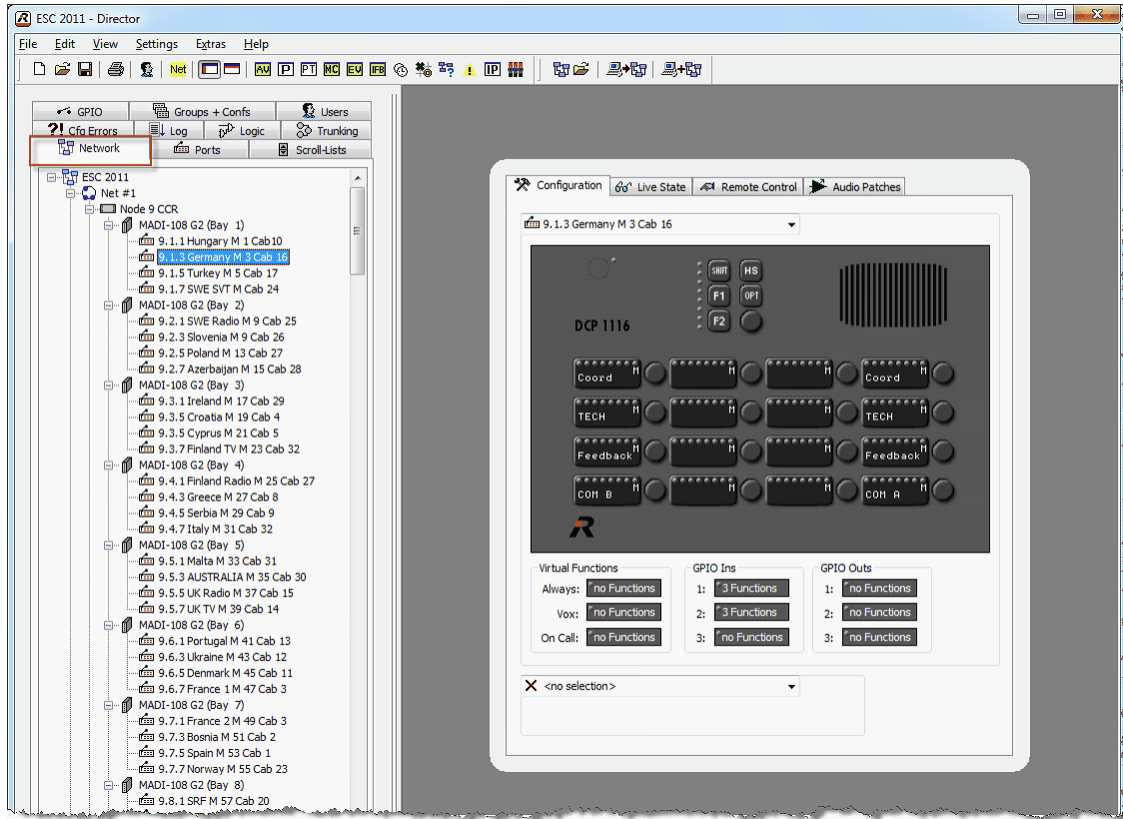 ESC 2011 - Director
File Edit View Settings Extras Help
Net AV P PT MC EV IFB IP
GPIO Groups + Confs Users
?! Cfg Errors Log Logic Trunking
Network Ports Scroll-Lists
ESC 2011
Net #1
Node 9 CCR
MADI-108 G2 (Bay 1)
9.1.1 Hungary M 1 Cab10
9.1.3 Germany M 3 Cab 16
9.1.5 Turkey M 5 Cab 17
9.1.7 SWE SVT M Cab 24
MADI-108 G2 (Bay 2)
9.2.1 SWE Radio M 9 Cab 25
9.2.3 Slovenia M 9 Cab 26
9.2.5 Poland M 13 Cab 27
9.2.7 Azerbaijan M 15 Cab 28
MADI-108 G2 (Bay 3)
9.3.1 Ireland M 17 Cab 29
9.3.5 Croatia M 19 Cab 4
9.3.5 Cyprus M 21 Cab 5
9.3.7 Finland TV M 23 Cab 32
MADI-108 G2 (Bay 4)
9.4.1 Finland Radio M 25 Cab 27
9.4.3 Greece M 27 Cab 8
9.4.5 Serbia M 29 Cab 9
9.4.7 Italy M 31 Cab 32
MADI-108 G2 (Bay 5)
9.5.1 Malta M 33 Cab 31
9.5.3 AUSTRALIA M 35 Cab 30
9.5.5 UK Radio M 37 Cab 15
9.5.7 UK TV M 39 Cab 14
MADI-108 G2 (Bay 6)
9.6.1 Portugal M 41 Cab 13
9.6.3 Ukraine M 43 Cab 12
9.6.5 Denmark M 45 Cab 11
9.6.7 France 1 M 47 Cab 3
MADI-108 G2 (Bay 7)
9.7.1 France 2 M 49 Cab 3
9.7.3 Bosnia M 51 Cab 2
9.7.5 Spain M 53 Cab 1
9.7.7 Norway M 55 Cab 23
MADI-108 G2 (Bay 8)
9.8.1 SRF M 57 Cab 20
Configuration Live State Remote Control Audio Patches
9.1.3 Germany M 3 Cab 16
SHIFT HS
F1 OPT
DCP 1116 F2
Coord M M M Coord M
TECH M M M TECH M
Feedback M M M Feedback M
COM B M M M COM A M
R
Virtual Functions GPIO Ins GPIO Outs
Always: no Functions 1: 3 Functions 1: no Functions
Vox: no Functions 2: 3 Functions 2: no Functions
On Call: no Functions 3: no Functions 3: no Functions
<no selection>